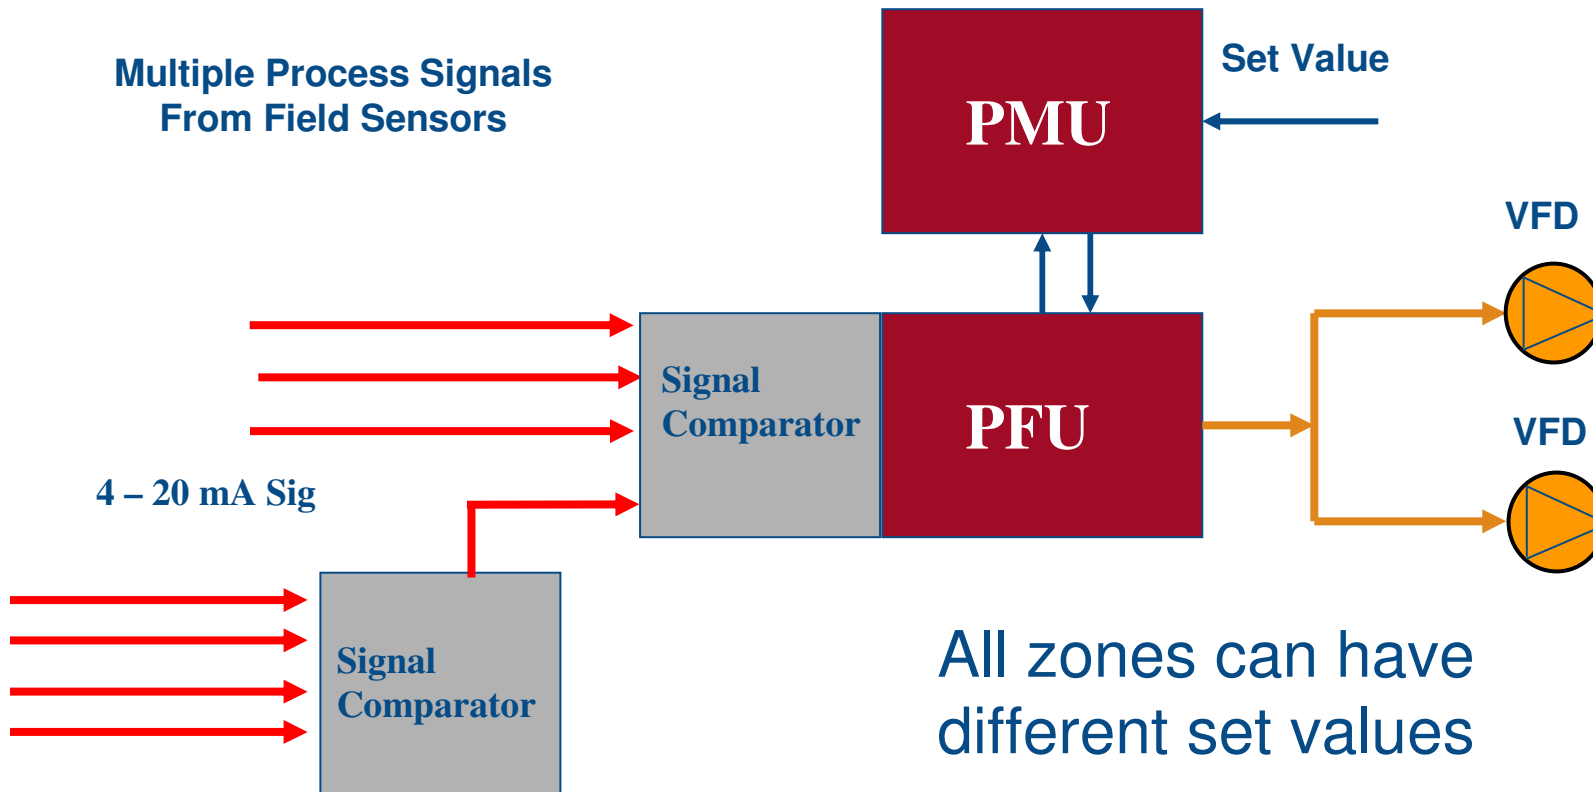 Multiple Process Signals
From Field Sensors
PMU
Set Value
VFD
Signal
Comparator
PFU
VFD
4 – 20 mA Sig
Signal
Comparator
All zones can have
different set values